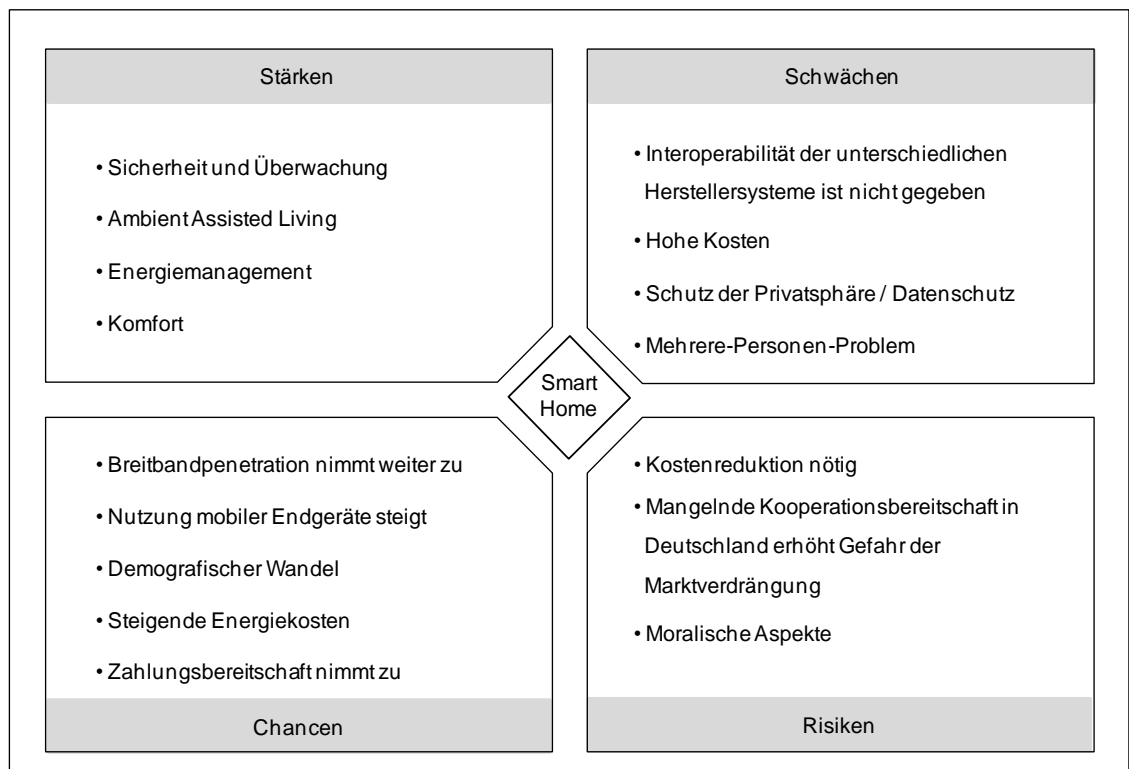 Stärken
• Sicherheit und Überwachung
• Ambient Assisted Living
• Energiemanagement
• Komfort
Schwächen
• Interoperabilität der unterschiedlichen
Herstellersysteme ist nicht gegeben
• Hohe Kosten
• Schutz der Privatsphäre / Datenschutz
• Mehrere-Personen-Problem
Smart
Home
• Breitbandpenetration nimmt weiter zu
• Nutzung mobiler Endgeräte steigt
• Demografischer Wandel
• Steigende Energiekosten
• Zahlungsbereitschaft nimmt zu
Chancen
• Kostenreduktion nötig
• Mangelnde Kooperationsbereitschaft in
Deutschland erhöht Gefahr der
Marktverdrängung
• Moralische Aspekte
Risiken